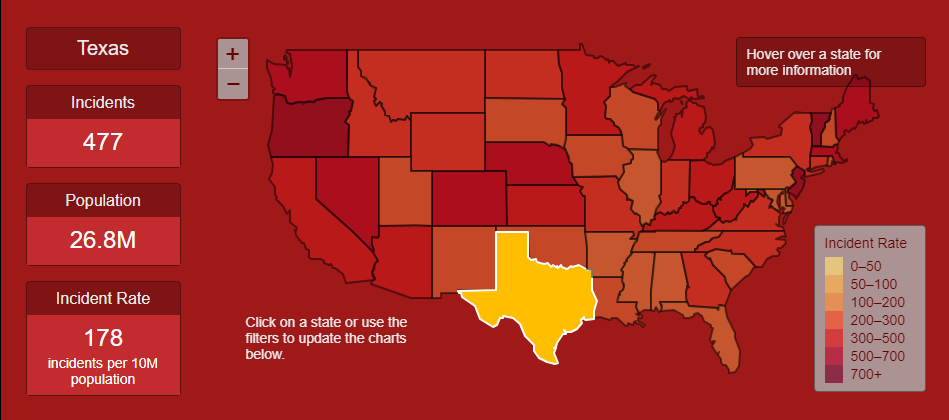 Texas
Incidents
477
Population
26.8M
Incident Rate
178
incidents per 10M
population
+
−
Hover over a state for
more information
Click on a state or use the
filters to update the charts
below.
Incident Rate
0–50
50–100
100–200
200–300
300–500
500–700
700+